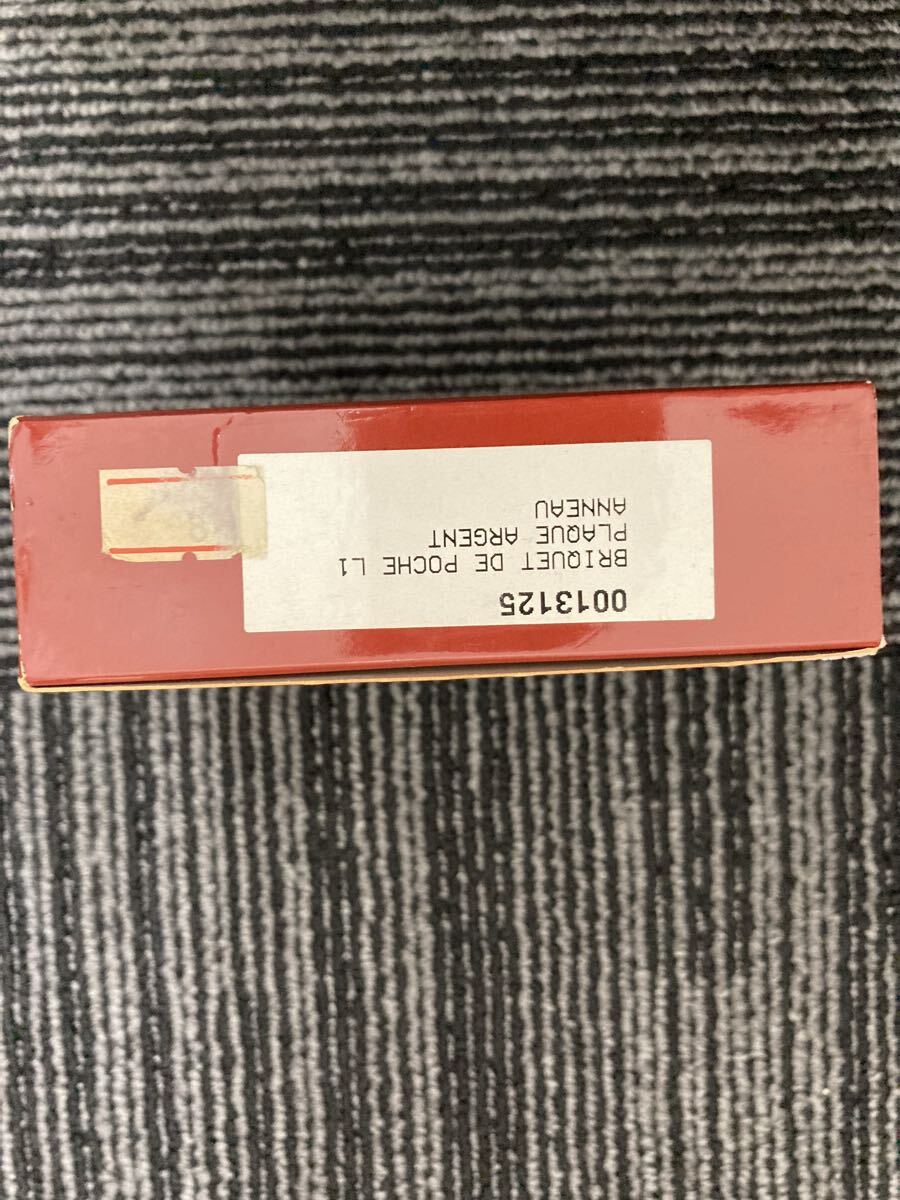 0013125
BRIQUET DE POCHE L1
PLAQUE ARGENT
ANNEAU